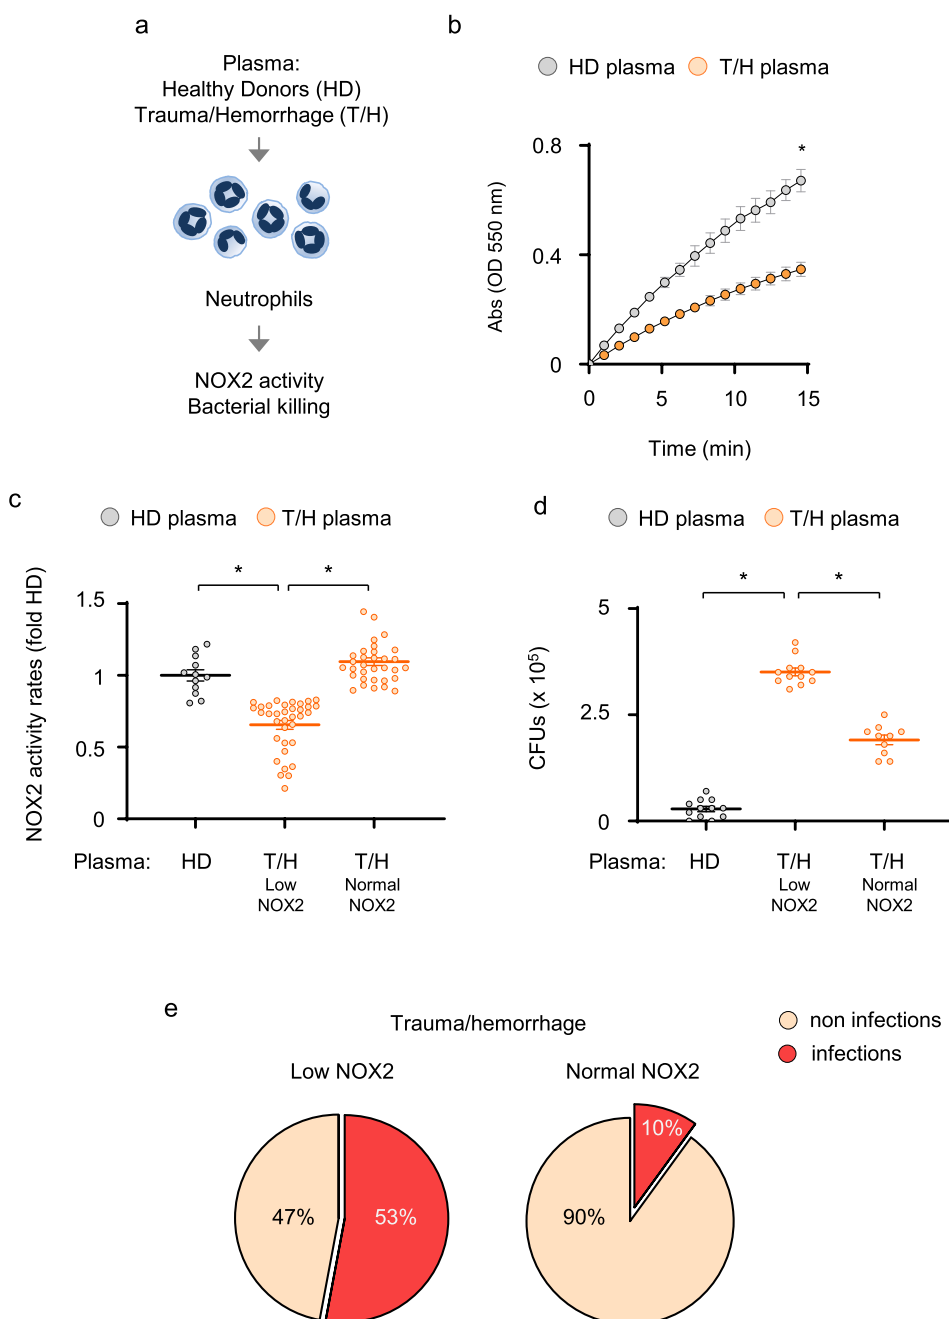 a
Plasma:
Healthy Donors (HD)
Trauma/Hemorrhage (T/H)
Neutrophils
NOX2 activity
Bacterial killing
b
HD plasma T/H plasma
*
0.8
0.4
0
Abs (OD 550 nm)
0 5 10 15
Time (min)
c
HD plasma T/H plasma
* *
1.5
1
0.5
0
NOX2 activity rates (fold HD)
Plasma: HD T/H T/H
Low Normal
NOX2 NOX2
d
HD plasma T/H plasma
* *
5
2.5
0
CFUs (x 10⁵)
Plasma: HD T/H T/H
Low Normal
NOX2 NOX2
e
Trauma/hemorrhage
non infections
infections
Low NOX2 Normal NOX2
47% 53%
10%
90%